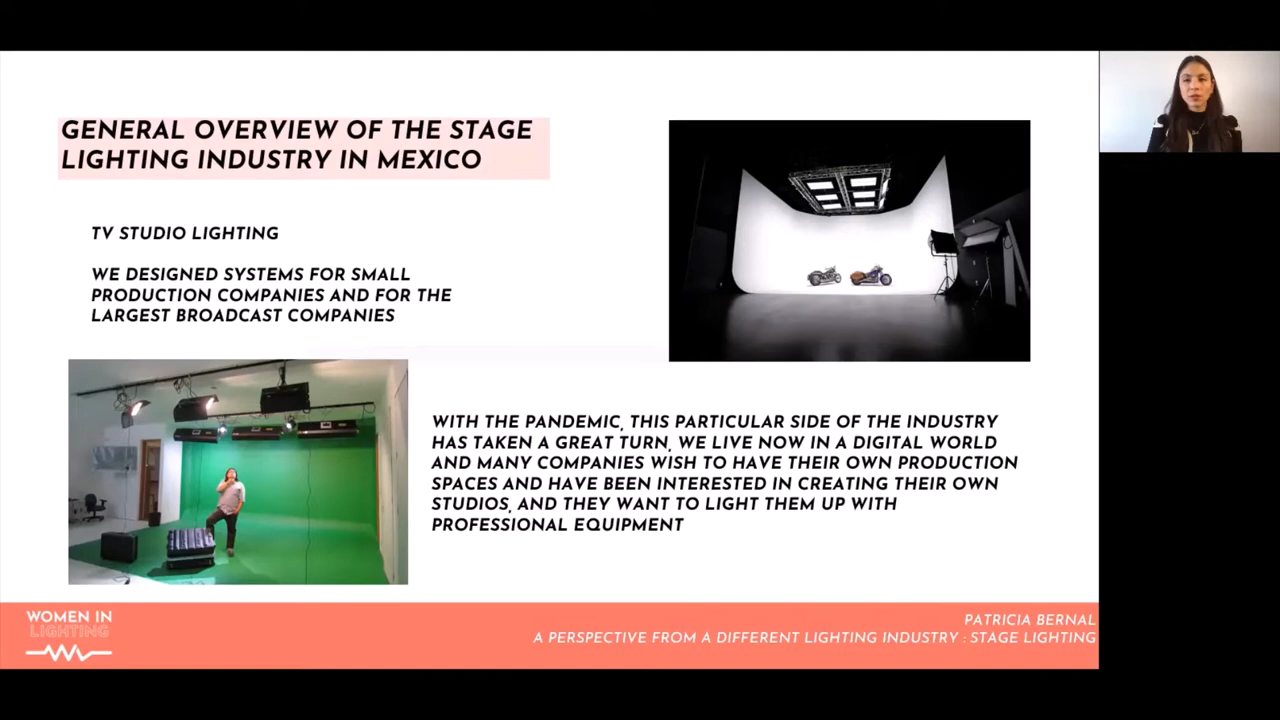 GENERAL OVERVIEW OF THE STAGE
LIGHTING INDUSTRY IN MEXICO
TV STUDIO LIGHTING
WE DESIGNED SYSTEMS FOR SMALL
PRODUCTION COMPANIES AND FOR THE
LARGEST BROADCAST COMPANIES
WITH THE PANDEMIC, THIS PARTICULAR SIDE OF THE INDUSTRY
HAS TAKEN A GREAT TURN, WE LIVE NOW IN A DIGITAL WORLD
AND MANY COMPANIES WISH TO HAVE THEIR OWN PRODUCTION
SPACES AND HAVE BEEN INTERESTED IN CREATING THEIR OWN
STUDIOS, AND THEY WANT TO LIGHT THEM UP WITH
PROFESSIONAL EQUIPMENT
WOMEN IN
LIGHTING
PATRICIA BERNAL
A PERSPECTIVE FROM A DIFFERENT LIGHTING INDUSTRY : STAGE LIGHTING